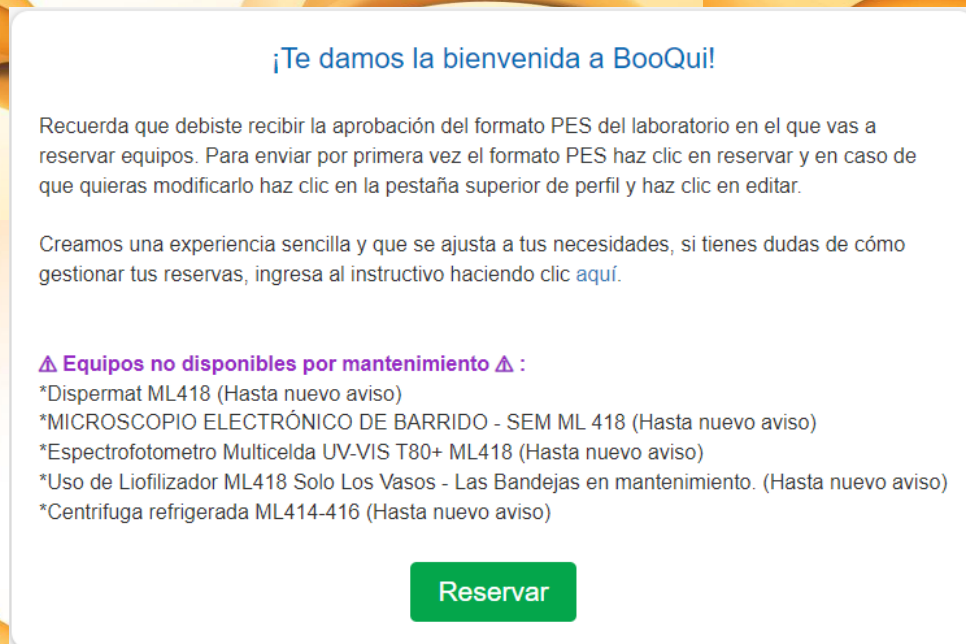 ¡Te damos la bienvenida a BooQui!
Recuerda que debiste recibir la aprobación del formato PES del laboratorio en el que vas a
reservar equipos. Para enviar por primera vez el formato PES haz clic en reservar y en caso de
que quieras modificarlo haz clic en la pestaña superior de perfil y haz clic en editar.
Creamos una experiencia sencilla y que se ajusta a tus necesidades, si tienes dudas de cómo
gestionar tus reservas, ingresa al instructivo haciendo clic aquí.
⚠ Equipos no disponibles por mantenimiento ⚠ :
*Dispermat ML418 (Hasta nuevo aviso)
*MICROSCOPIO ELECTRÓNICO DE BARRIDO - SEM ML 418 (Hasta nuevo aviso)
*Espectrofotometro Multicelda UV-VIS T80+ ML418 (Hasta nuevo aviso)
*Uso de Liofilizador ML418 Solo Los Vasos - Las Bandejas en mantenimiento. (Hasta nuevo aviso)
*Centrifuga refrigerada ML414-416 (Hasta nuevo aviso)
Reservar